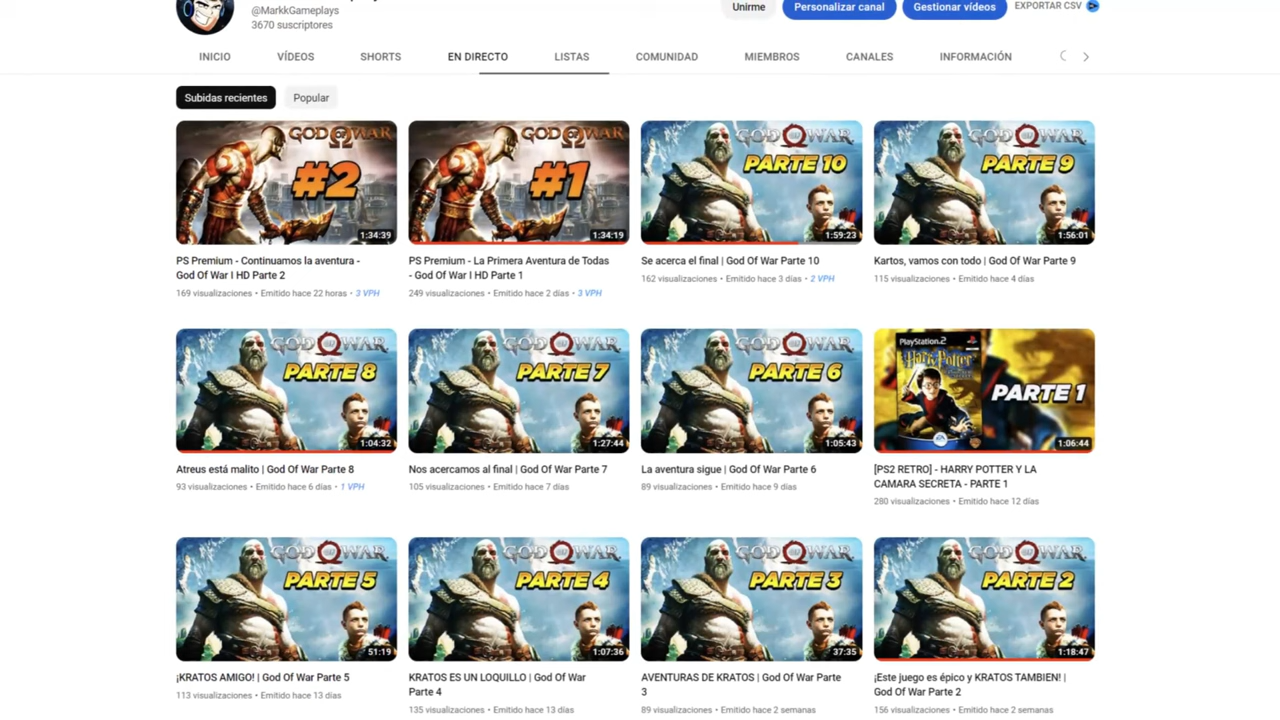 @MarkkGameplays
3670 suscriptores
Unirme
Personalizar canal
Gestionar vídeos
EXPORTAR CSV
INICIO
VÍDEOS
SHORTS
EN DIRECTO
LISTAS
COMUNIDAD
MIEMBROS
CANALES
INFORMACIÓN
Subidas recientes
Popular
GOD OF WAR
#2
1:34:39
GOD OF WAR
#1
1:34:19
GOD OF WAR
PARTE 10
1:59:23
GOD OF WAR
PARTE 9
1:56:01
PS Premium - Continuamos la aventura -
God Of War I HD Parte 2
169 visualizaciones • Emitido hace 22 horas • 3 VPH
PS Premium - La Primera Aventura de Todas
- God Of War I HD Parte 1
249 visualizaciones • Emitido hace 2 días • 3 VPH
Se acerca el final | God Of War Parte 10
162 visualizaciones • Emitido hace 3 días • 2 VPH
Kartos, vamos con todo | God Of War Parte 9
115 visualizaciones • Emitido hace 4 días
GOD OF WAR
PARTE 8
1:04:32
GOD OF WAR
PARTE 7
1:27:44
GOD OF WAR
PARTE 6
1:05:43
PlayStation.2
Harry Potter
PARTE 1
1:06:44
Atreus está malito | God Of War Parte 8
93 visualizaciones • Emitido hace 6 días • 1 VPH
Nos acercamos al final | God Of War Parte 7
105 visualizaciones • Emitido hace 7 días
La aventura sigue | God Of War Parte 6
89 visualizaciones • Emitido hace 9 días
[PS2 RETRO] - HARRY POTTER Y LA
CAMARA SECRETA - PARTE 1
280 visualizaciones • Emitido hace 12 días
GOD OF WAR
PARTE 5
51:19
GOD OF WAR
PARTE 4
1:07:36
GOD OF WAR
PARTE 3
37:35
GOD OF WAR
PARTE 2
1:18:47
¡KRATOS AMIGO! | God Of War Parte 5
113 visualizaciones • Emitido hace 13 días
KRATOS ES UN LOQUILLO | God Of War
Parte 4
135 visualizaciones • Emitido hace 13 días
AVENTURAS DE KRATOS | God Of War Parte
3
89 visualizaciones • Emitido hace 2 semanas
¡Este juego es épico y KRATOS TAMBIEN! |
God Of War Parte 2
156 visualizaciones • Emitido hace 2 semanas